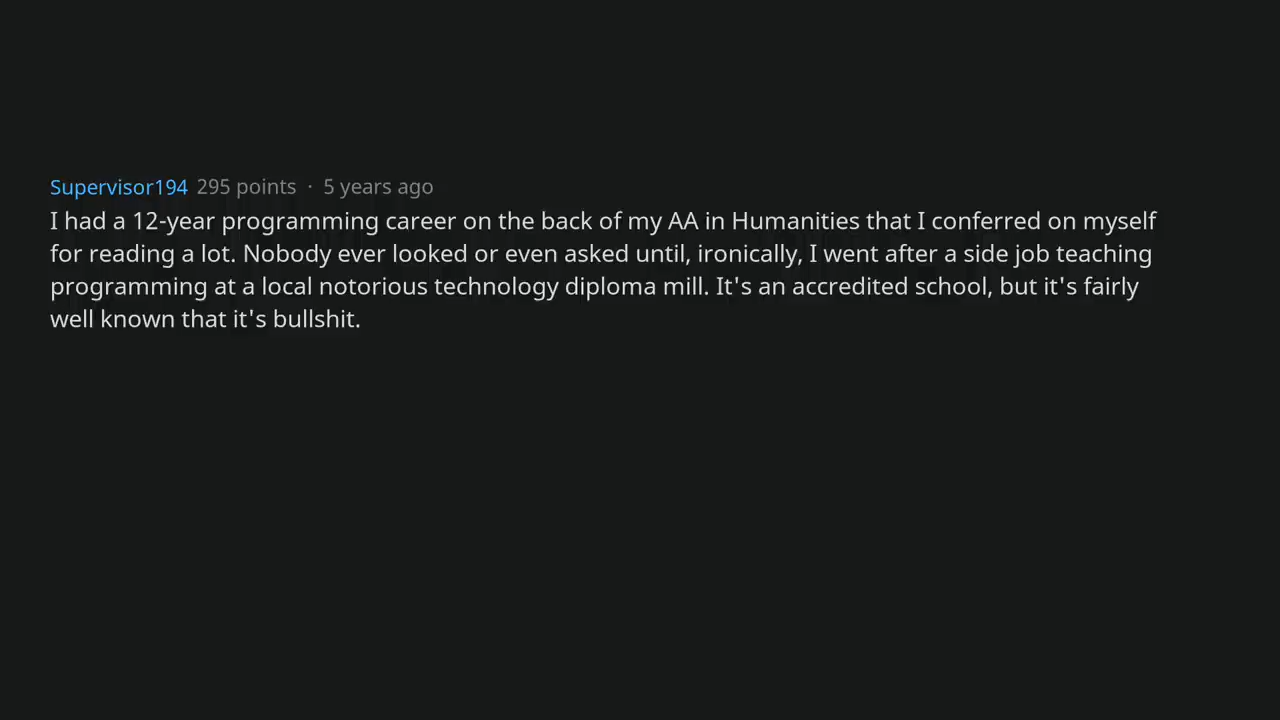 Supervisor194 295 points · 5 years ago
I had a 12-year programming career on the back of my AA in Humanities that I conferred on myself
for reading a lot. Nobody ever looked or even asked until, ironically, I went after a side job teaching
programming at a local notorious technology diploma mill. It's an accredited school, but it's fairly
well known that it's bullshit.